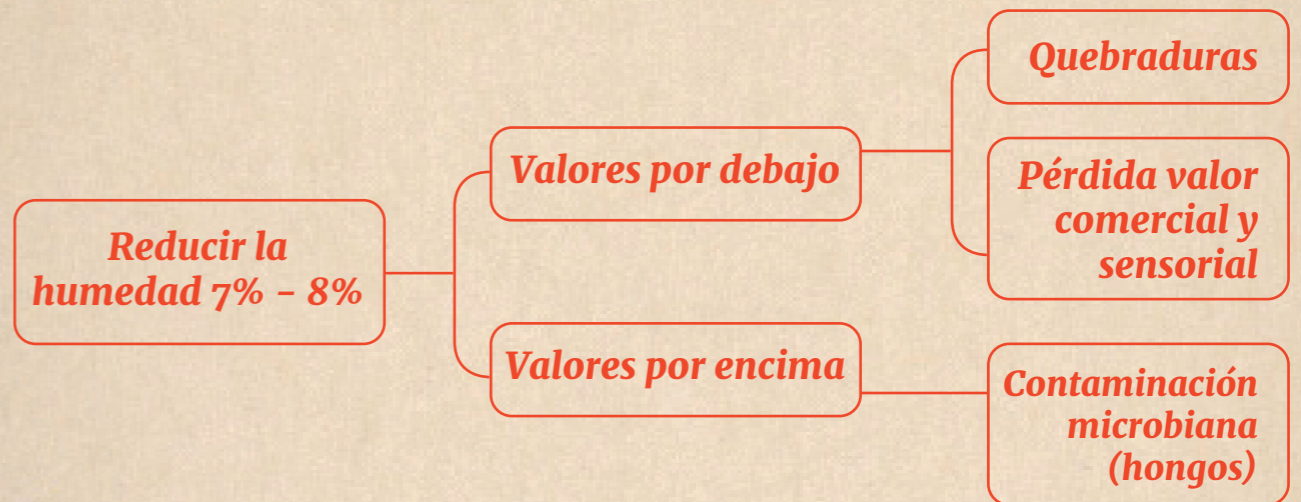 Reducir la
humedad 7% - 8%
Valores por debajo
Quebraduras
Pérdida valor
comercial y
sensorial
Valores por encima
Contaminación
microbiana
(hongos)